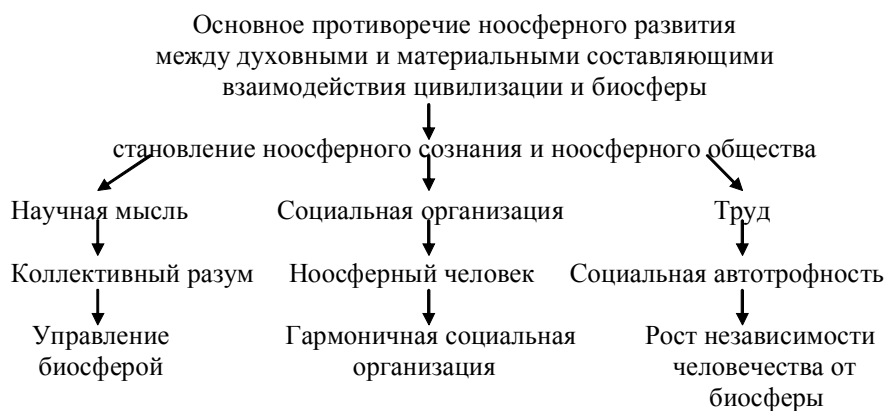 Основное противоречие ноосферного развития
между духовными и материальными составляющими
взаимодействия цивилизации и биосферы
становление ноосферного сознания и ноосферного общества
Научная мысль
Социальная организация
Труд
Коллективный разум
Ноосферный человек
Социальная автотрофность
Управление
биосферой
Гармоничная социальная
организация
Рост независимости
человечества от
биосферы